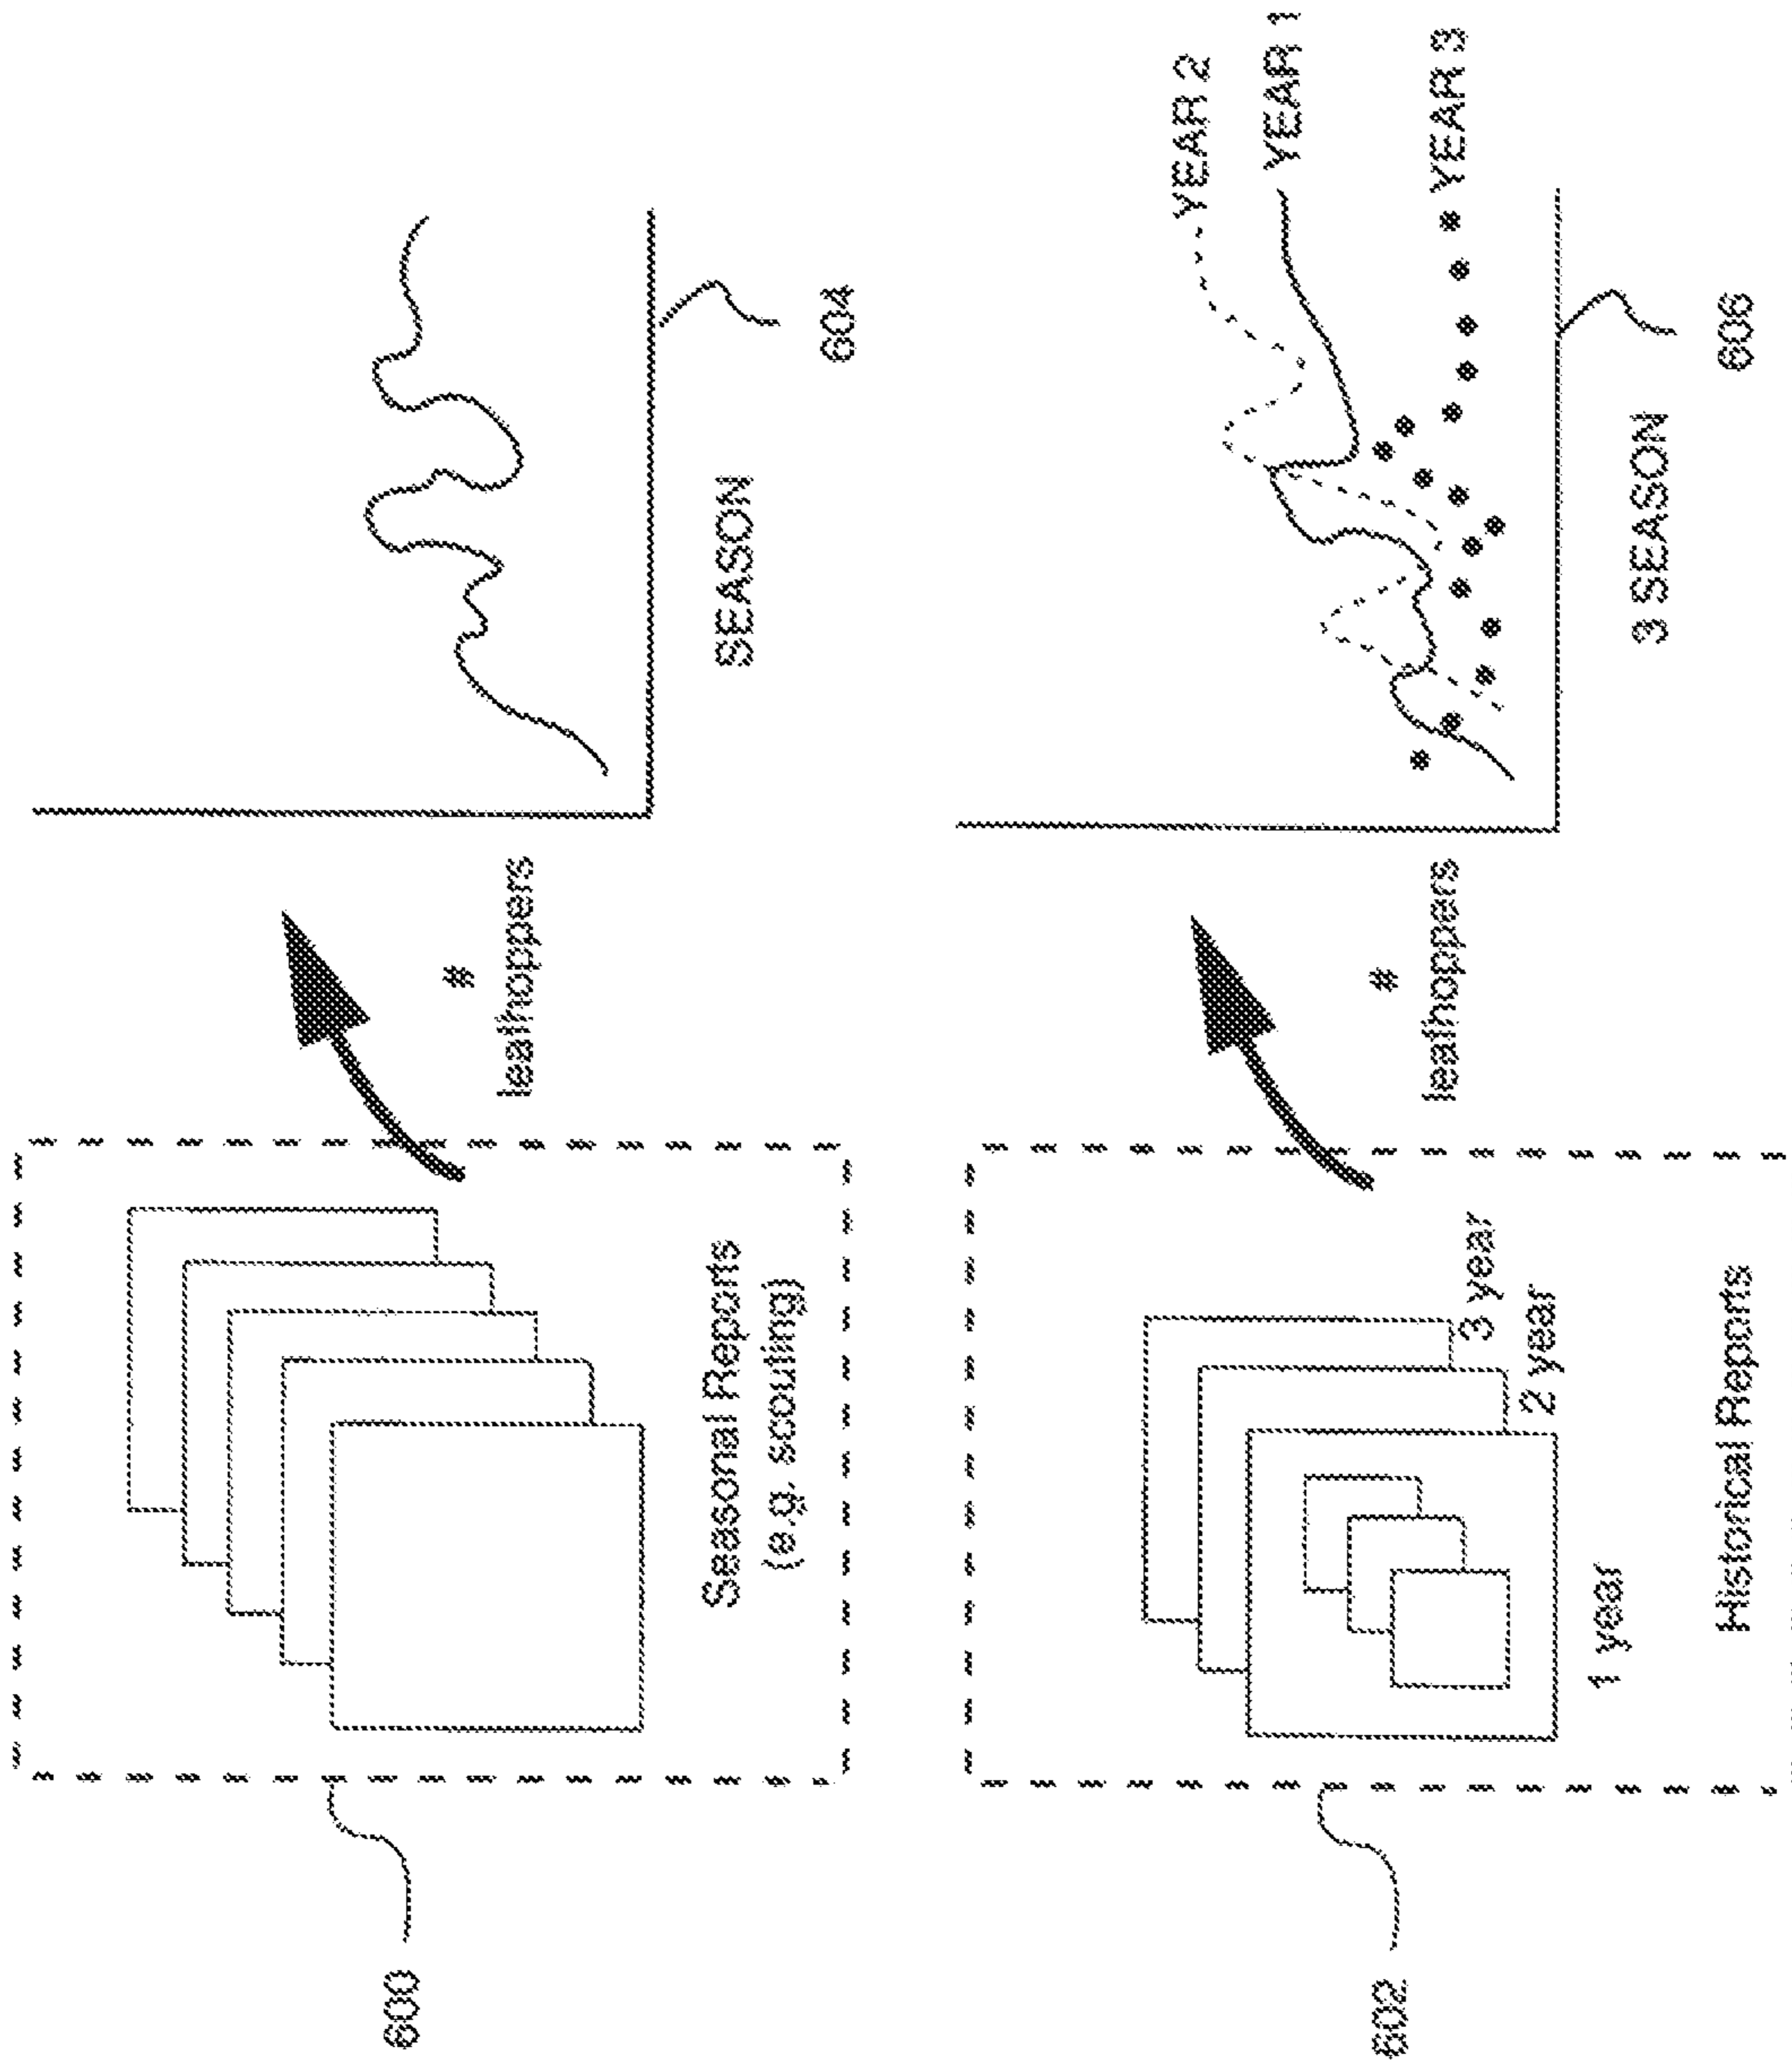 600
Seasonal Reports
(e.g. scouting)
#
leafhoppers
SEASON
604
602
1 year
2 year
3 year
Historical Reports
#
leafhoppers
YEAR 2
YEAR 1
YEAR 3
3 SEASON
606